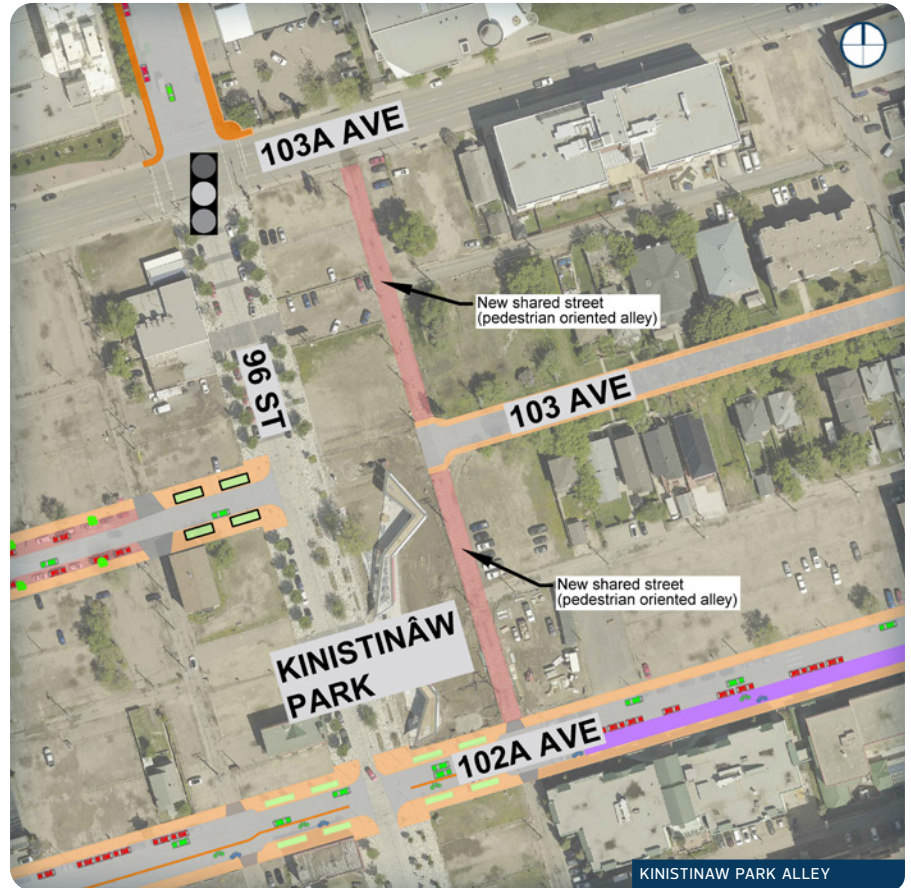 103A AVE
New shared street
(pedestrian oriented alley)
96 ST
103 AVE
New shared street
(pedestrian oriented alley)
KINISTINÂW
PARK
102A AVE
KINISTINAW PARK ALLEY